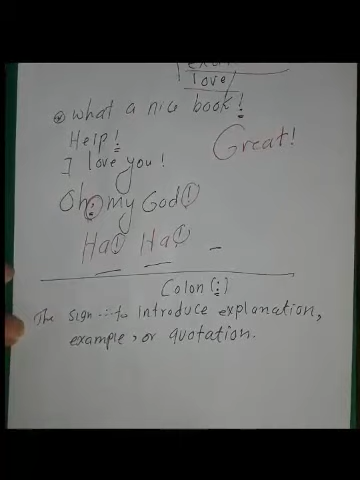 love
what a nice book!
Great!
Help!
I love you!
Oh! my God!
Ha! Ha!
Colon (:)
The sign : to introduce explanation,
example, or quotation.